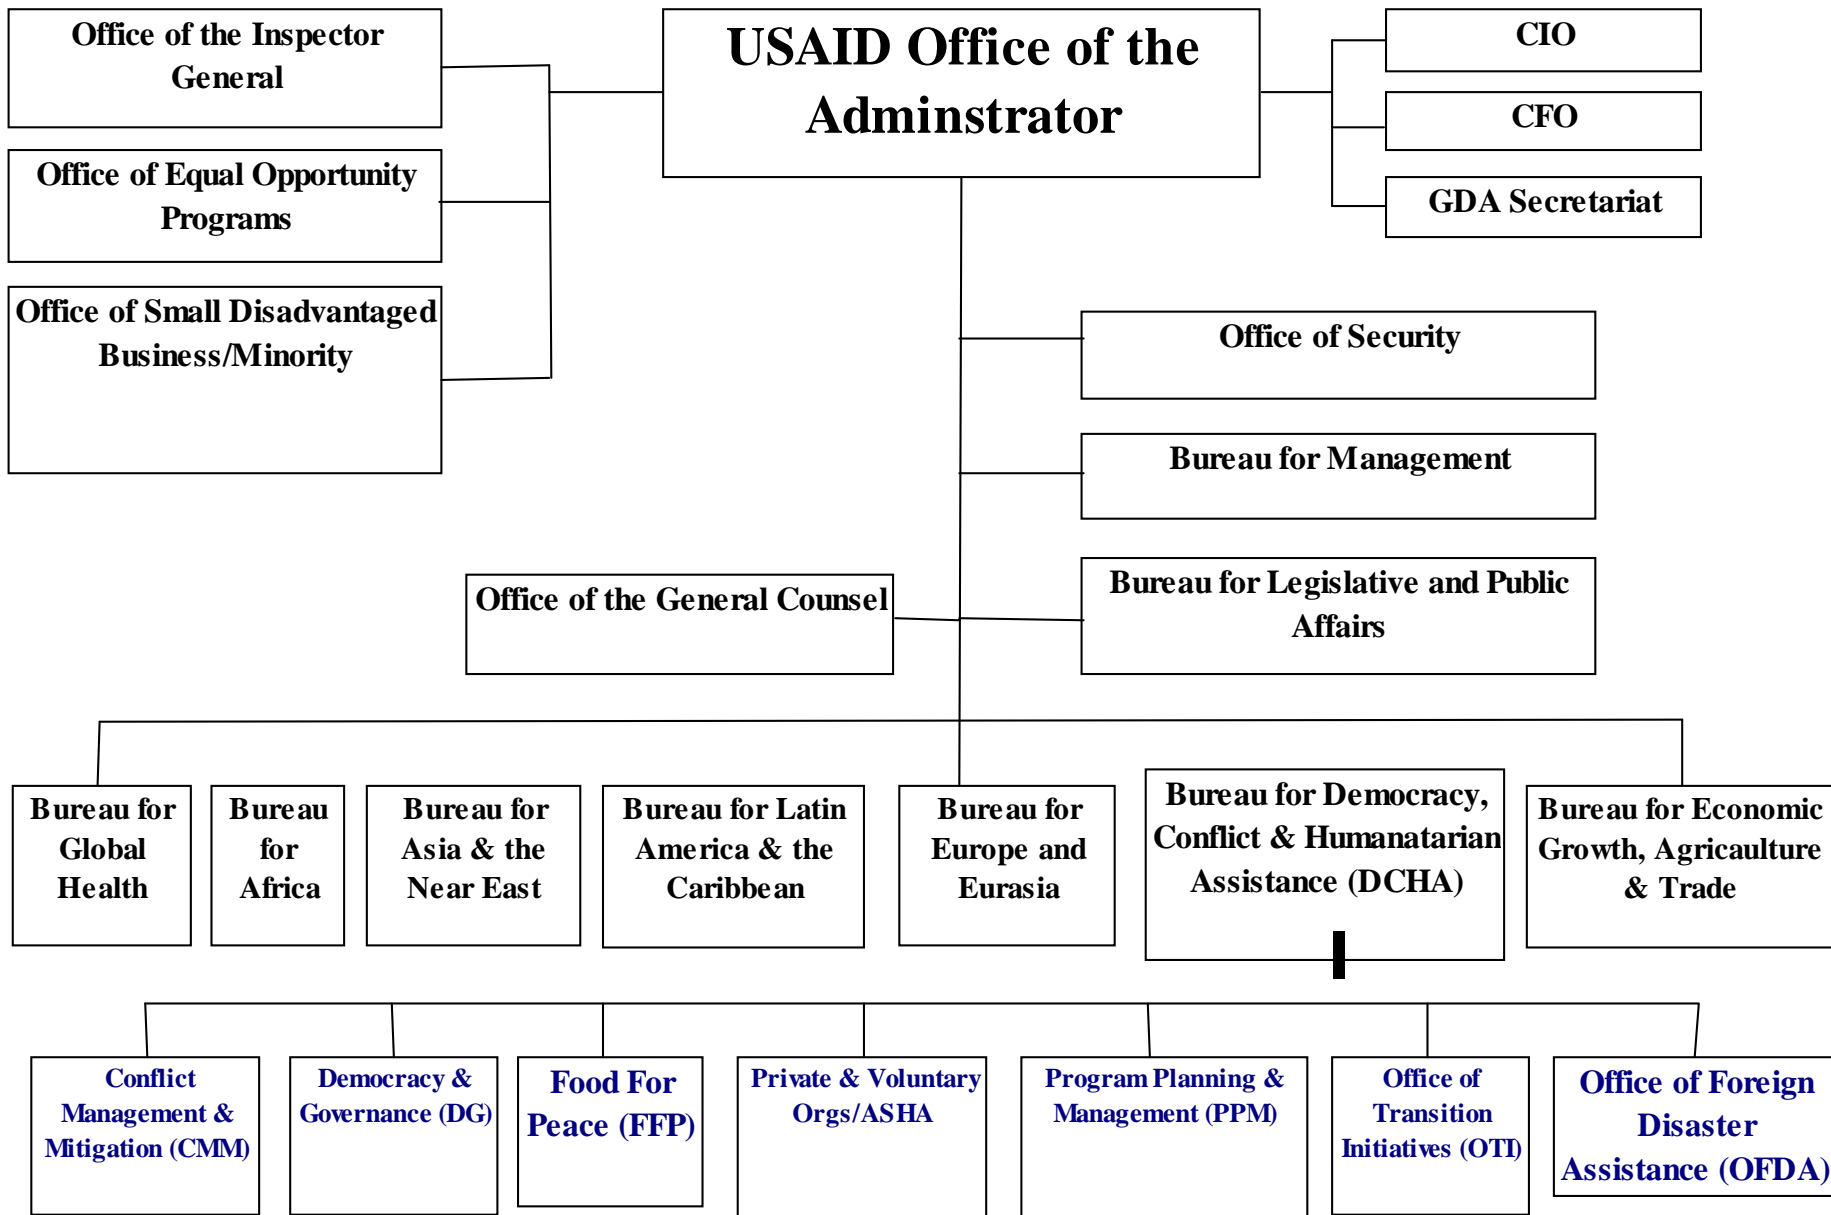 Office of the Inspector
General
USAID Office of the
Adminstrator
CIO
CFO
GDA Secretariat
Office of Equal Opportunity
Programs
Office of Small Disadvantaged
Business/Minority
Office of Security
Bureau for Management
Office of the General Counsel
Bureau for Legislative and Public
Affairs
Bureau for
Global
Health
Bureau
for
Africa
Bureau for
Asia & the
Near East
Bureau for Latin
America & the
Caribbean
Bureau for
Europe and
Eurasia
Bureau for Democracy,
Conflict & Humanatarian
Assistance (DCHA)
Bureau for Economic
Growth, Agricaulture
& Trade
Conflict
Management &
Mitigation (CMM)
Democracy &
Governance (DG)
Food For
Peace (FFP)
Private & Voluntary
Orgs/ASHA
Program Planning &
Management (PPM)
Office of
Transition
Initiatives (OTI)
Office of Foreign
Disaster
Assistance (OFDA)